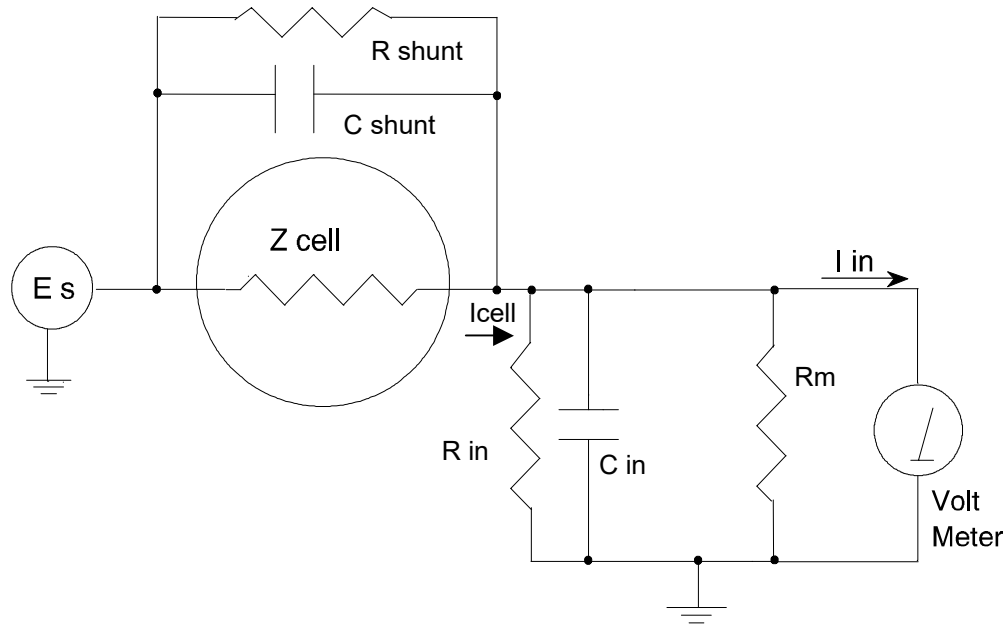 R shunt
C shunt
Z cell
E s
I in
Icell
Rm
R in
C in
Volt
Meter